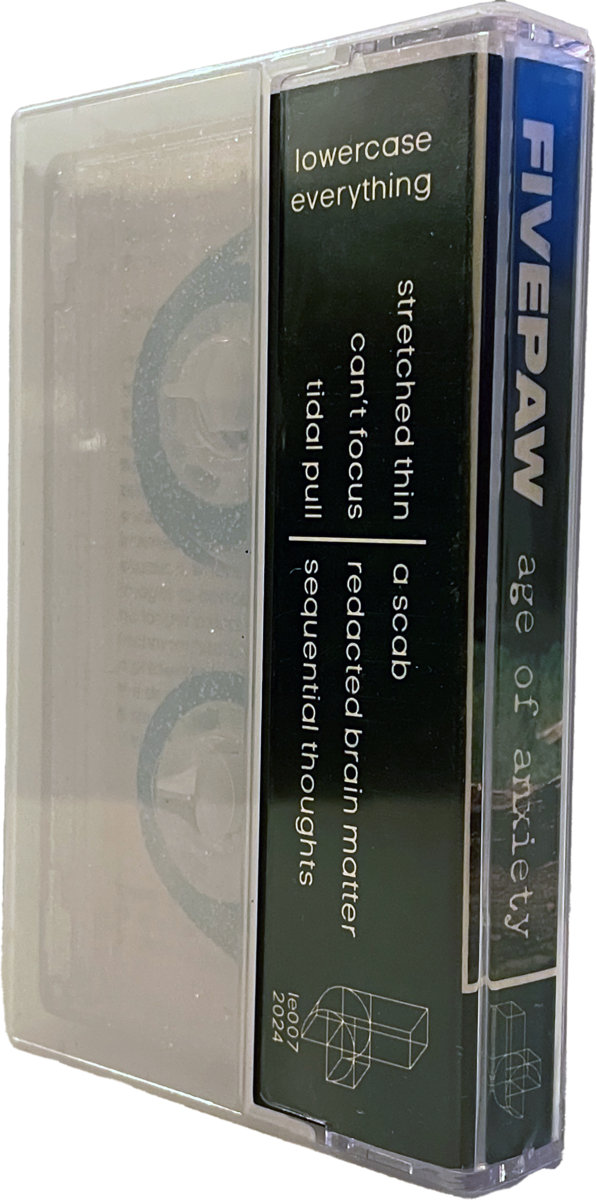 lowercase
everything
stretched thin
can't focus
tidal pull
a scab
redacted brain matter
sequential thoughts
le007
2024
FIVEPAW
age of anxiety